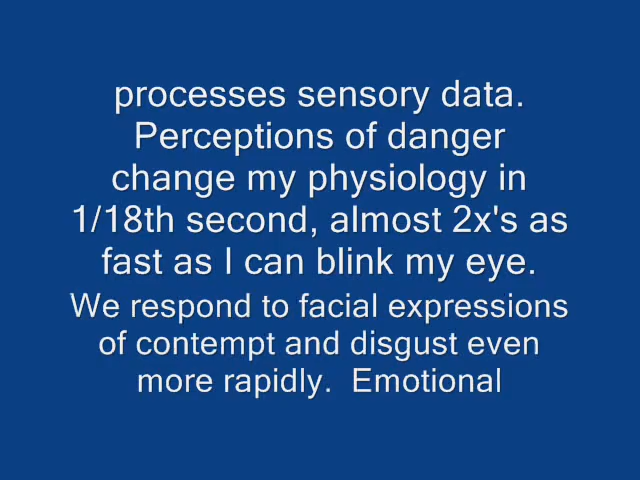 processes sensory data.
Perceptions of danger
change my physiology in
1/18th second, almost 2x's as
fast as I can blink my eye.
We respond to facial expressions
of contempt and disgust even
more rapidly.  Emotional